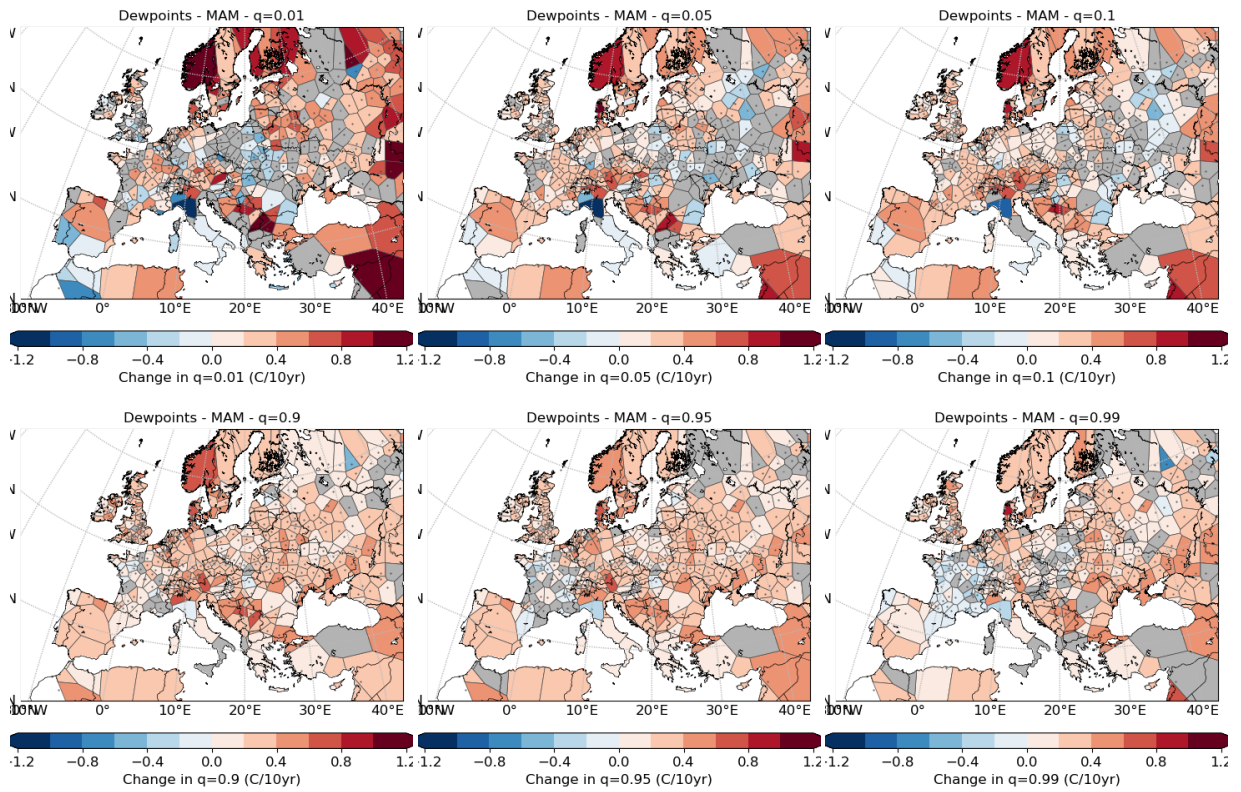 Dewpoints - MAM - q=0.01
Dewpoints - MAM - q=0.05
Dewpoints - MAM - q=0.1
10°E 20°E 30°E 40°E
0° 10°E 20°E 30°E 40°E
0° 10°E 20°E 30°E 40°E
−0.8 −0.4 0.0 0.4 0.8
−0.8 −0.4 0.0 0.4 0.8
−0.8 −0.4 0.0 0.4 0.8
Change in q=0.01 (C/10yr)
Change in q=0.05 (C/10yr)
Change in q=0.1 (C/10yr)
Dewpoints - MAM - q=0.9
Dewpoints - MAM - q=0.95
Dewpoints - MAM - q=0.99
0° 10°E 20°E 30°E 40°E
0° 10°E 20°E 30°E 40°E
0° 10°E 20°E 30°E 40°E
−0.8 −0.4 0.0 0.4 0.8
−0.8 −0.4 0.0 0.4 0.8
−0.8 −0.4 0.0 0.4 0.8
Change in q=0.9 (C/10yr)
Change in q=0.95 (C/10yr)
Change in q=0.99 (C/10yr)